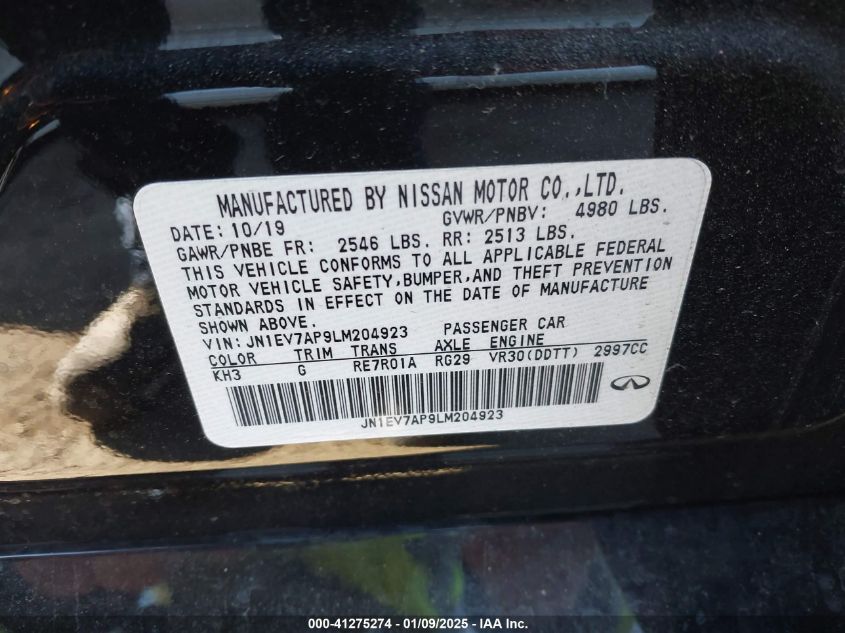 MANUFACTURED BY NISSAN MOTOR CO.,LTD.
DATE: 10/19 GVWR/PNBV: 4980 LBS.
GAWR/PNBE FR: 2546 LBS. RR: 2513 LBS.
THIS VEHICLE CONFORMS TO ALL APPLICABLE FEDERAL
MOTOR VEHICLE SAFETY,BUMPER,AND THEFT PREVENTION
STANDARDS IN EFFECT ON THE DATE OF MANUFACTURE
SHOWN ABOVE.
VIN: JN1EV7AP9LM204923 PASSENGER CAR
COLOR TRIM TRANS AXLE ENGINE
KH3 G RE7R01A RG29 VR30(DDTT) 2997CC
JN1EV7AP9LM204923
000-41275274 - 01/09/2025 - IAA Inc.